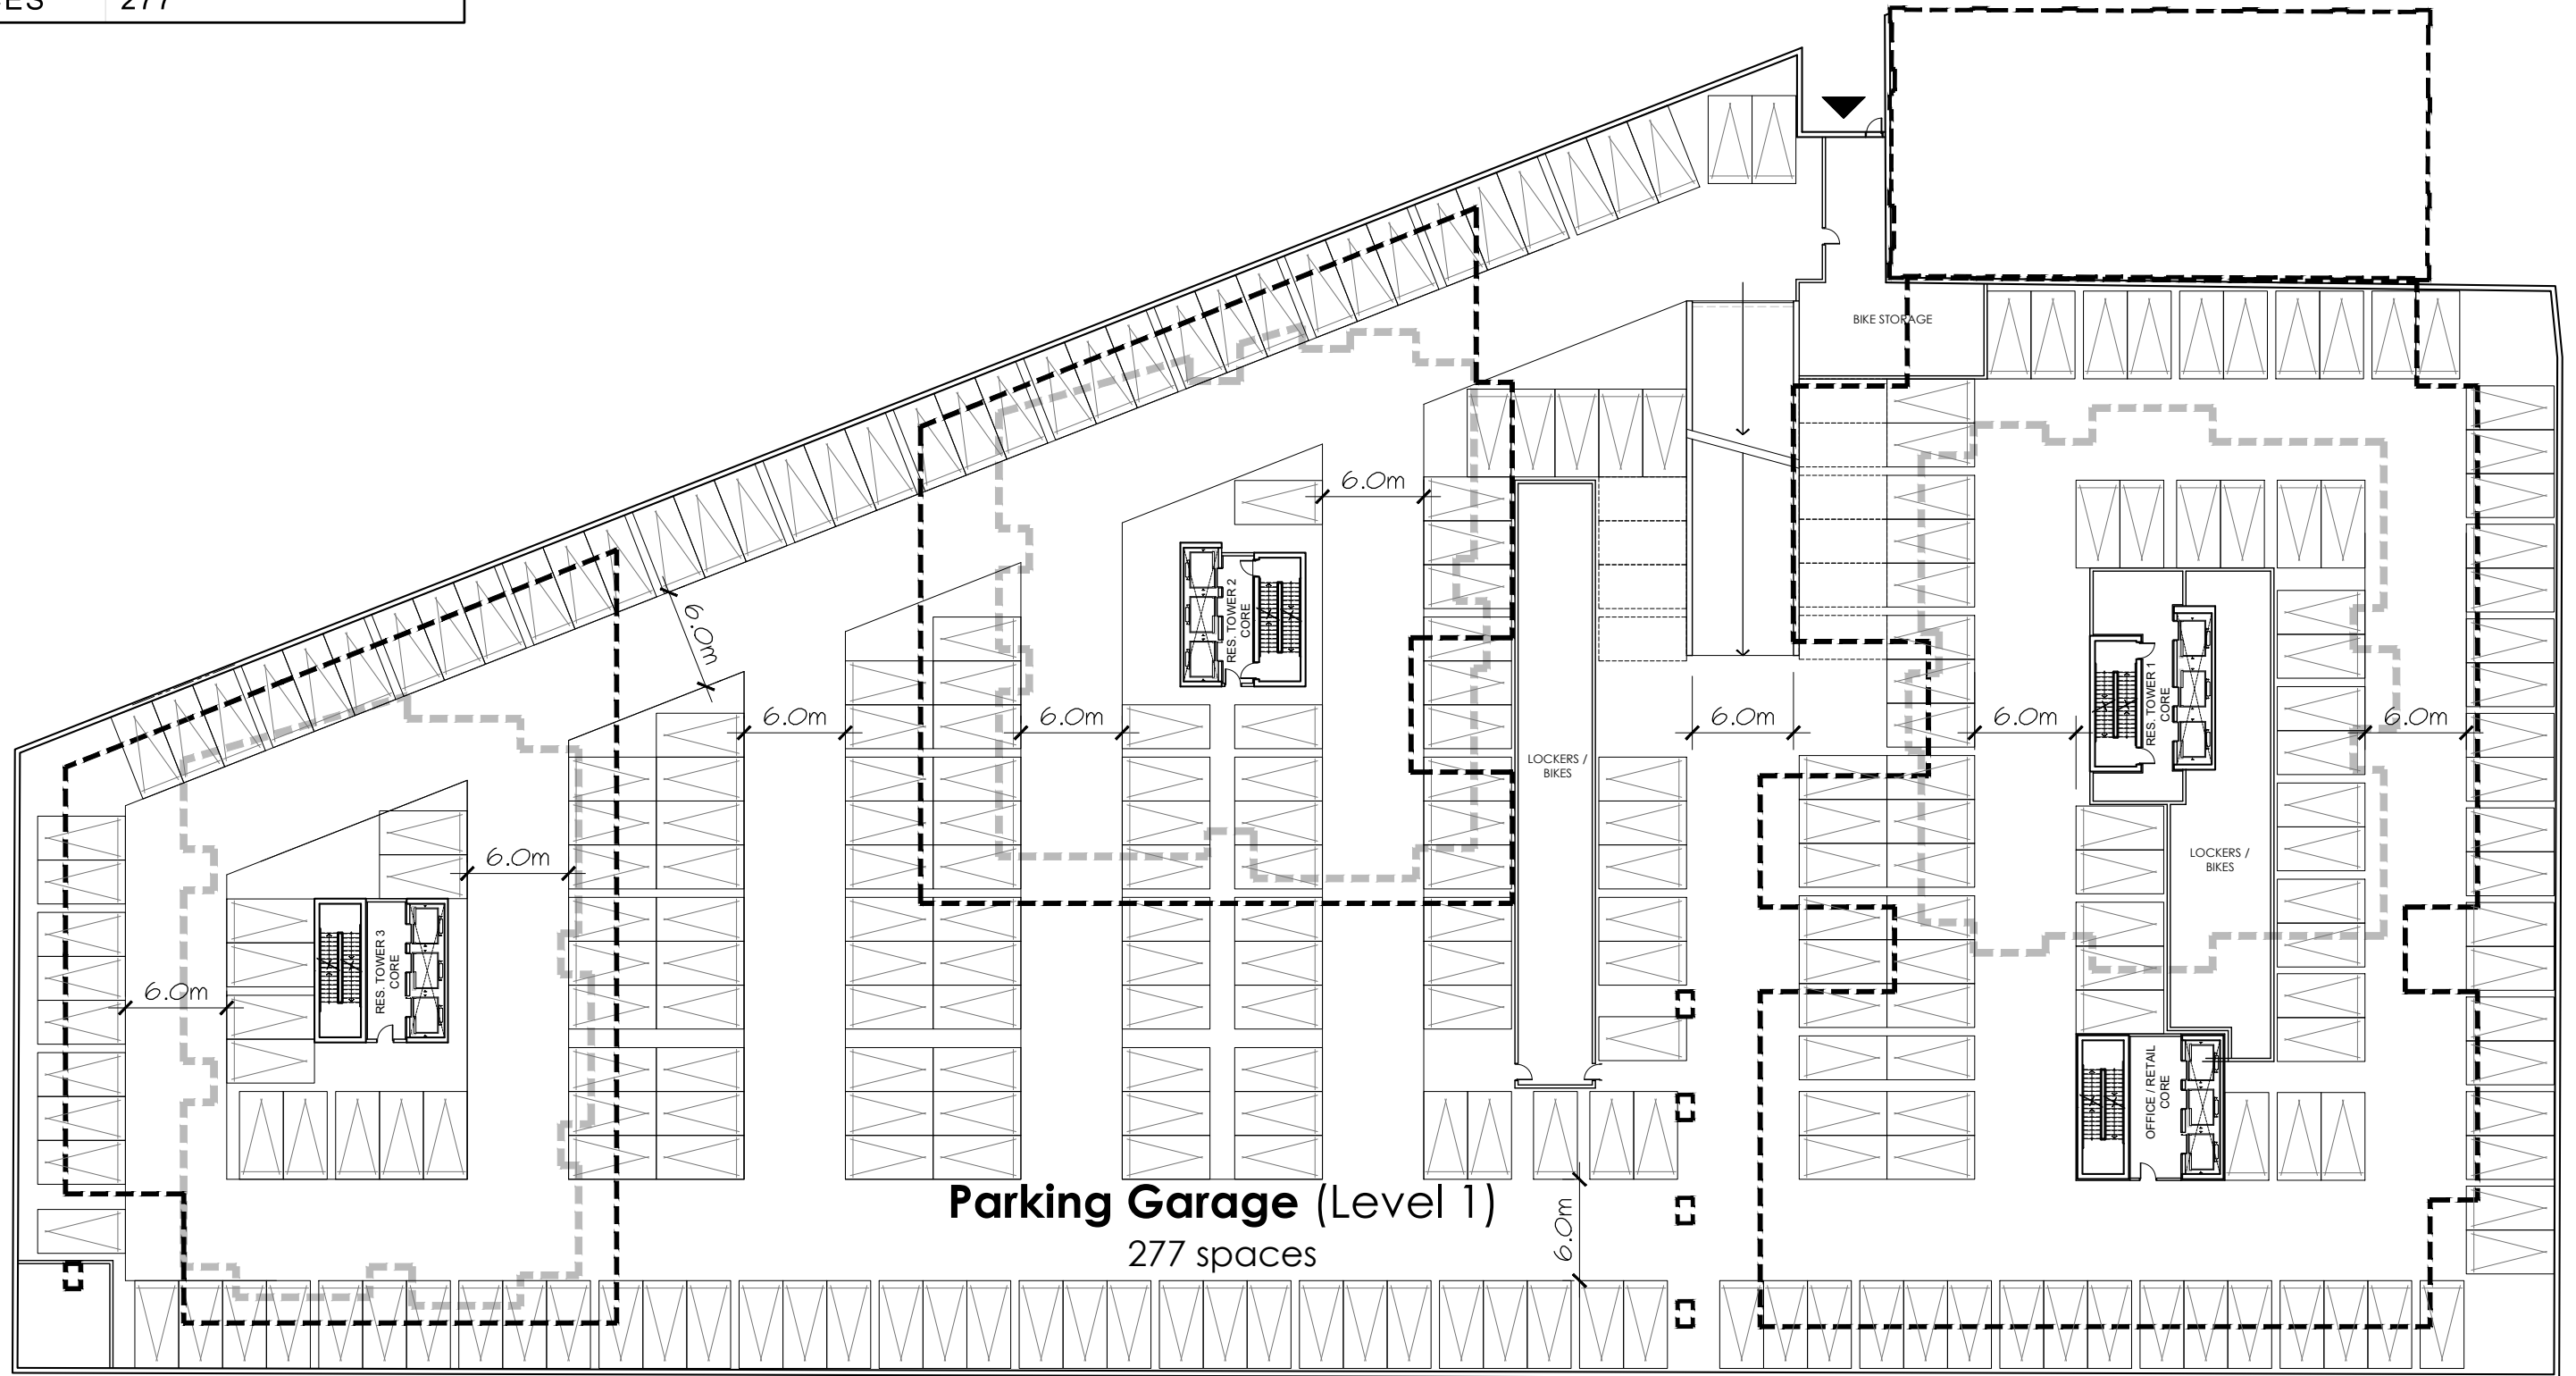 277
BIKE STORAGE
6.0m
RES. TOWER 2
CORE
6.0m
6.0m
6.0m
6.0m
6.0m
6.0m
RES. TOWER 1
CORE
6.0m
LOCKERS /
BIKES
6.0m
LOCKERS /
BIKES
RES. TOWER 3
CORE
6.0m
OFFICE / RETAIL
CORE
Parking Garage (Level 1)
277 spaces
6.0m